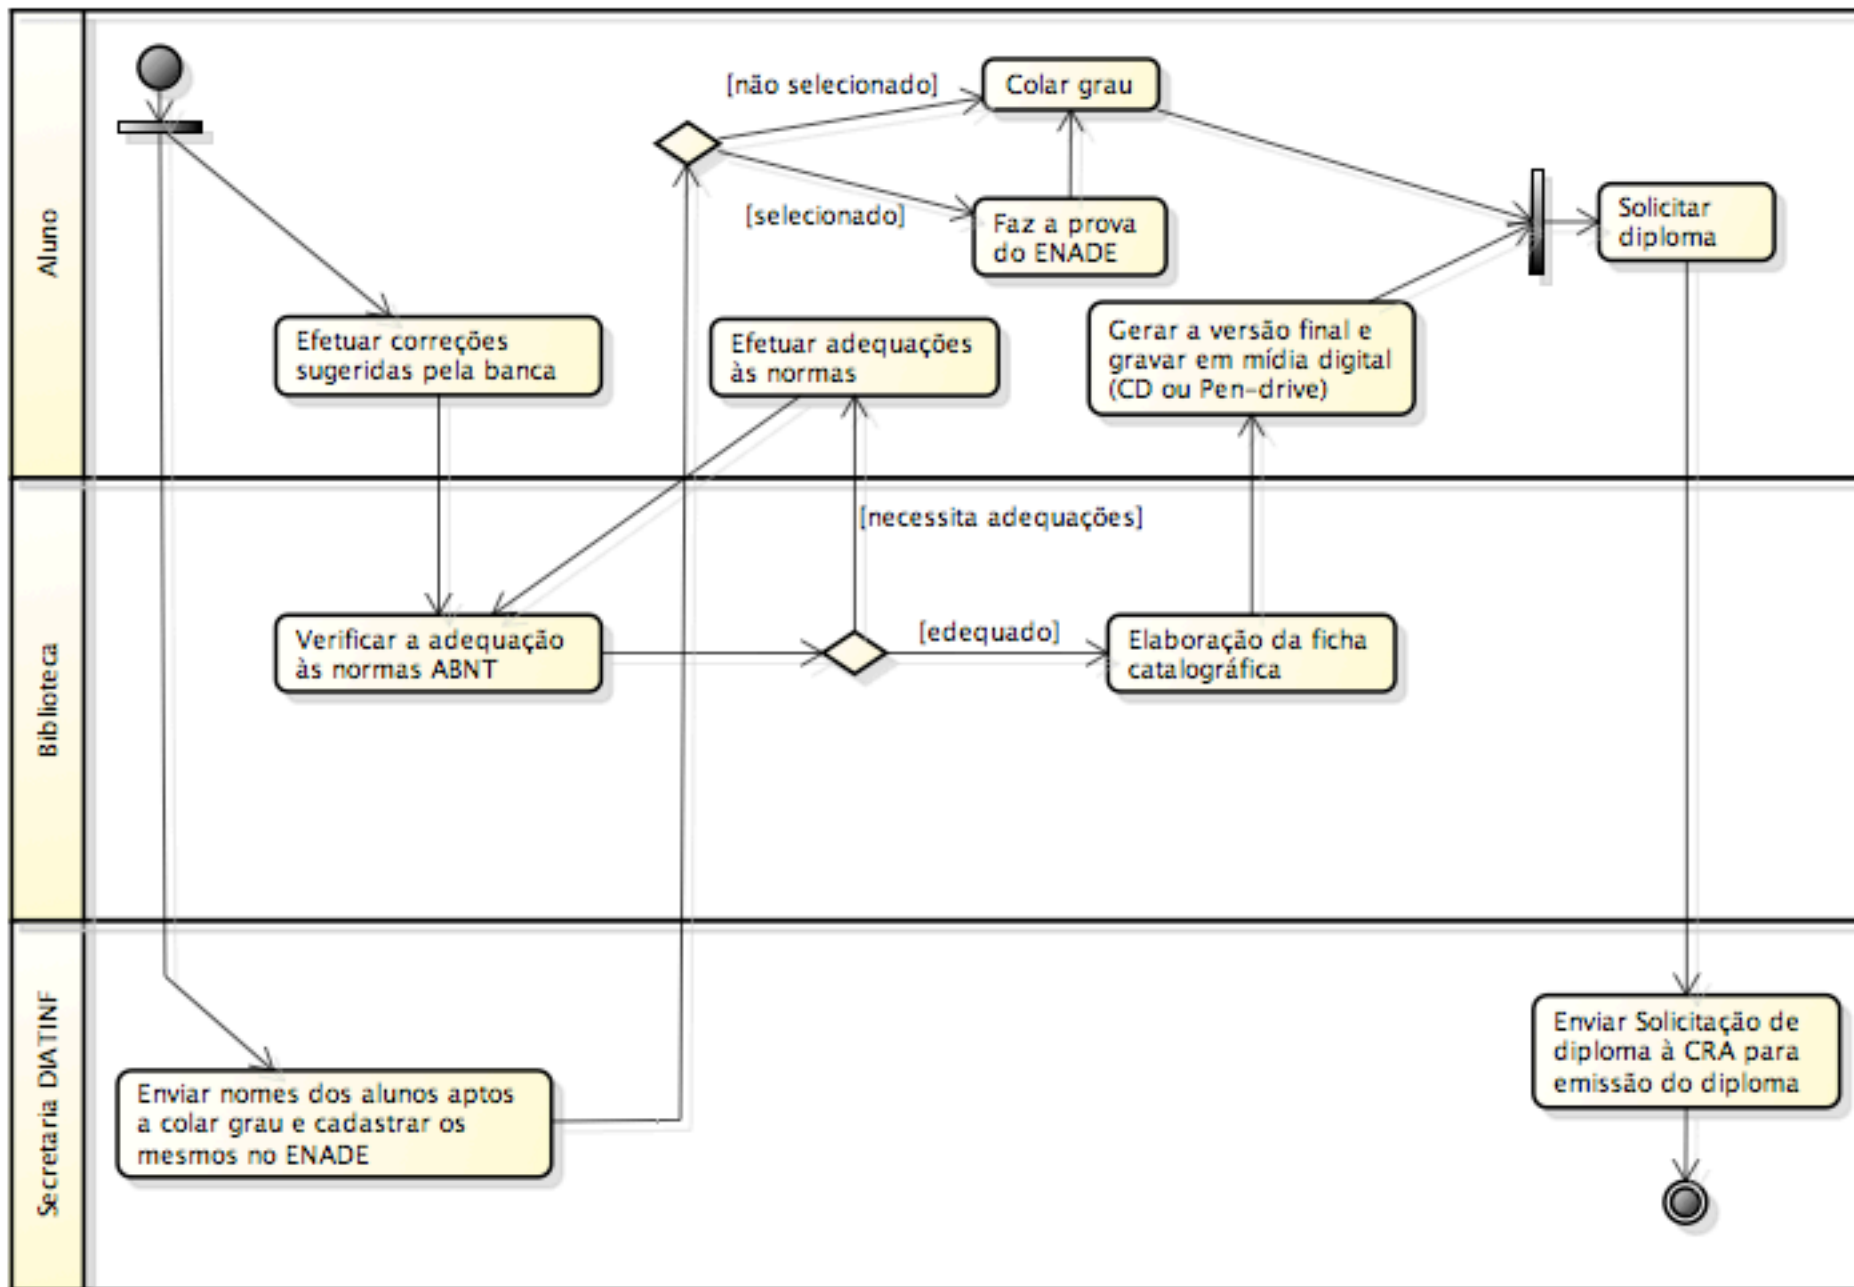 Aluno
[não selecionado]
Colar grau
[selecionado]
Faz a prova
do ENADE
Solicitar
diploma
Efetuar correções
sugeridas pela banca
Efetuar adequações
às normas
Gerar a versão final e
gravar em mídia digital
(CD ou Pen-drive)
Biblioteca
[necessita adequações]
Verificar a adequação
às normas ABNT
[edequado]
Elaboração da ficha
catalográfica
Secretaria DIATINF
Enviar nomes dos alunos aptos
a colar grau e cadastrar os
mesmos no ENADE
Enviar Solicitação de
diploma à CRA para
emissão do diploma